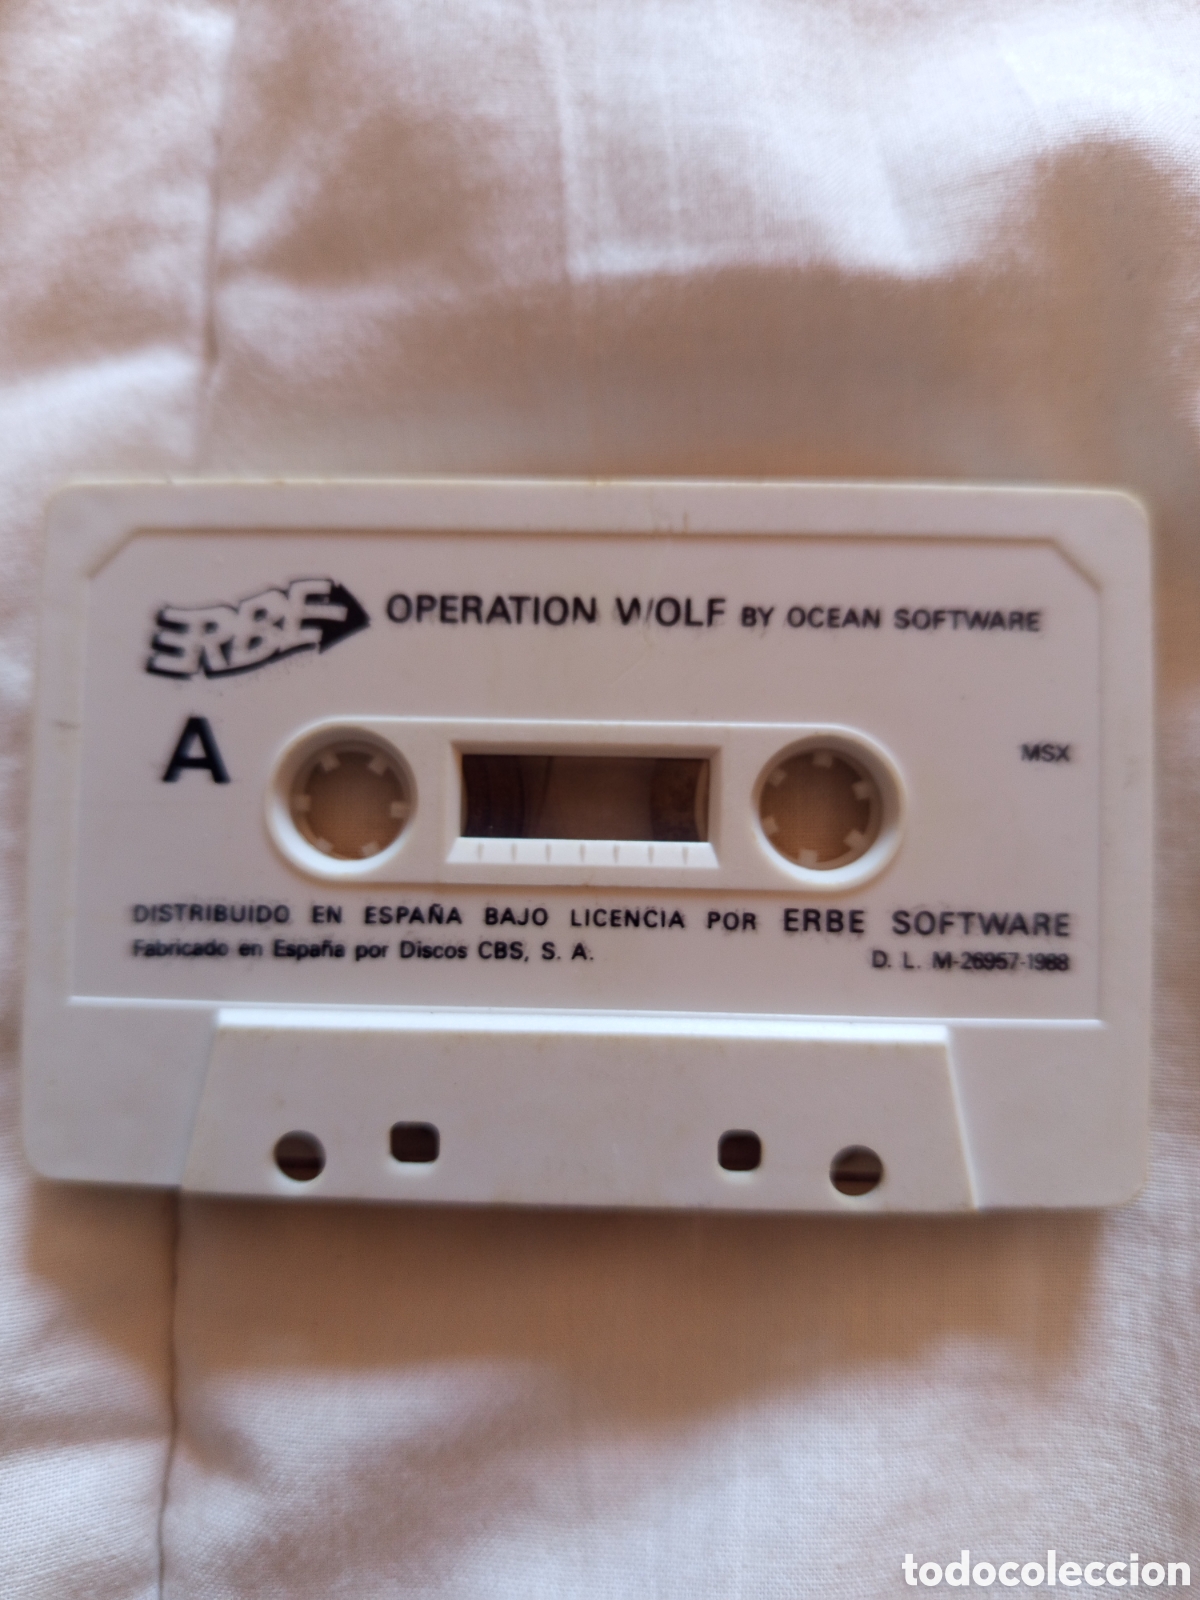 ERBE OPERATION WOLF BY OCEAN SOFTWARE
A
MSX
DISTRIBUIDO EN ESPAÑA BAJO LICENCIA POR ERBE SOFTWARE
Fabricado en España por Discos CBS, S. A. D. L. M-26957-1988
todocoleccion